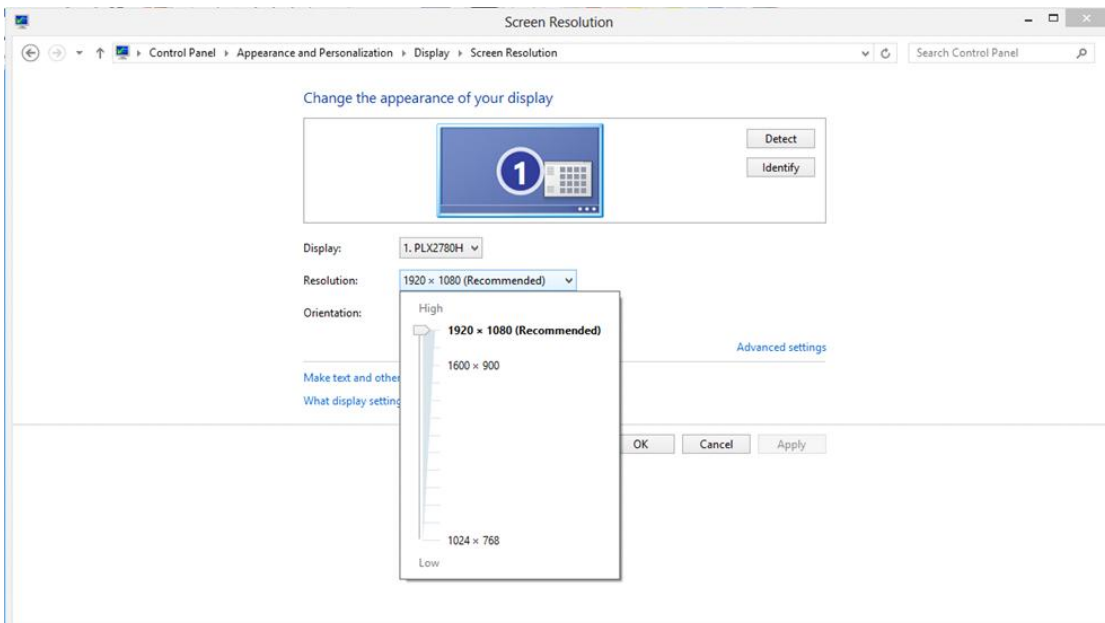 Screen Resolution
Control Panel Appearance and Personalization Display Screen Resolution
Search Control Panel
Change the appearance of your display
1
Detect
Identify
Display: 1. PLX2780H
Resolution: 1920 × 1080 (Recommended)
Orientation:
High
1920 × 1080 (Recommended)
1600 × 900
1024 × 768
Low
Advanced settings
Make text and other
What display setting
OK Cancel Apply